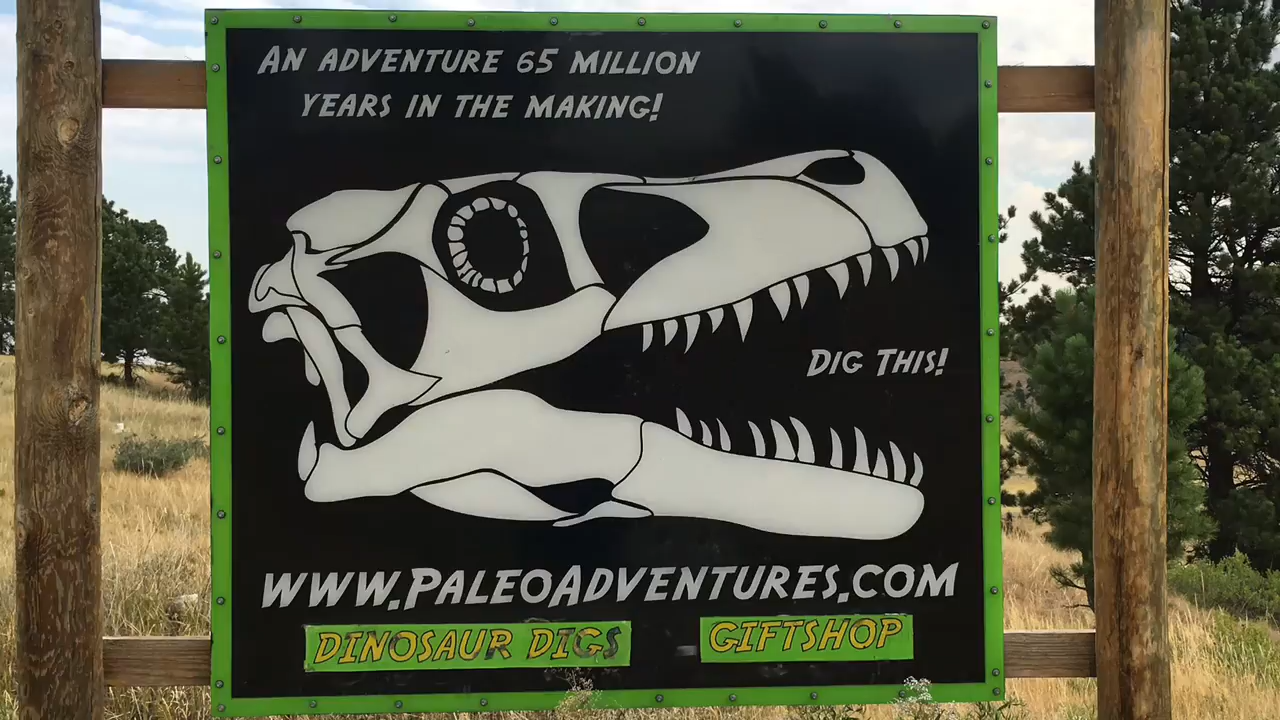 AN ADVENTURE 65 MILLION
YEARS IN THE MAKING!
DIG THIS!
WWW.PALEOADVENTURES.COM
DINOSAUR DIGS
GIFTSHOP